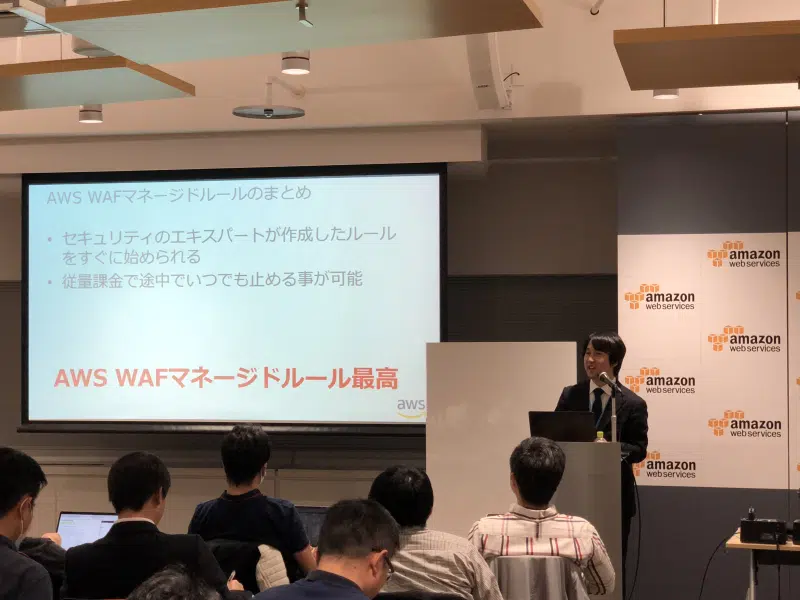 AWS WAFマネージドルールのまとめ
• セキュリティのエキスパートが作成したルール
をすぐに始められる
• 従量課金で途中でいつでも止める事が可能
AWS WAFマネージドルール最高
aws
amazon
web services
amazon
web services
amazon
web services
amazon
web services
amazon
web services
amazon
web services